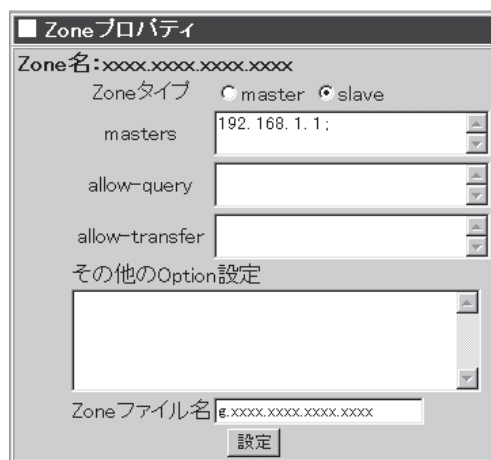 ■ Zoneプロパティ
Zone名:xxxx.xxxx.xxxx.xxxx
Zoneタイプ master slave
masters 192.168.1.1;
allow-query
allow-transfer
その他のOption設定
Zoneファイル名 g.xxxx.xxxx.xxxx.xxxx
設定